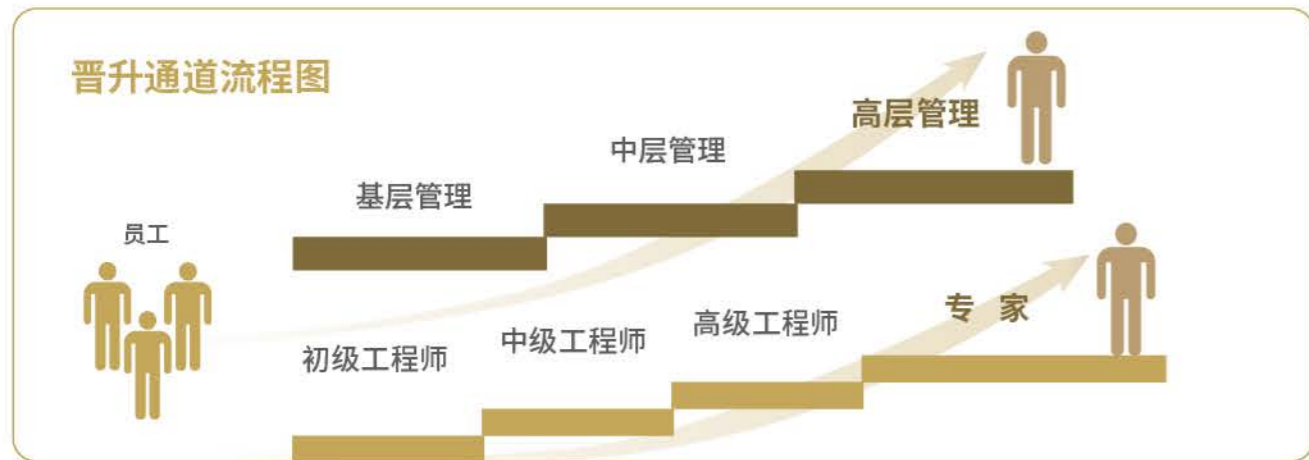 晋升通道流程图
高层管理
中层管理
基层管理
员工
专 家
高级工程师
中级工程师
初级工程师